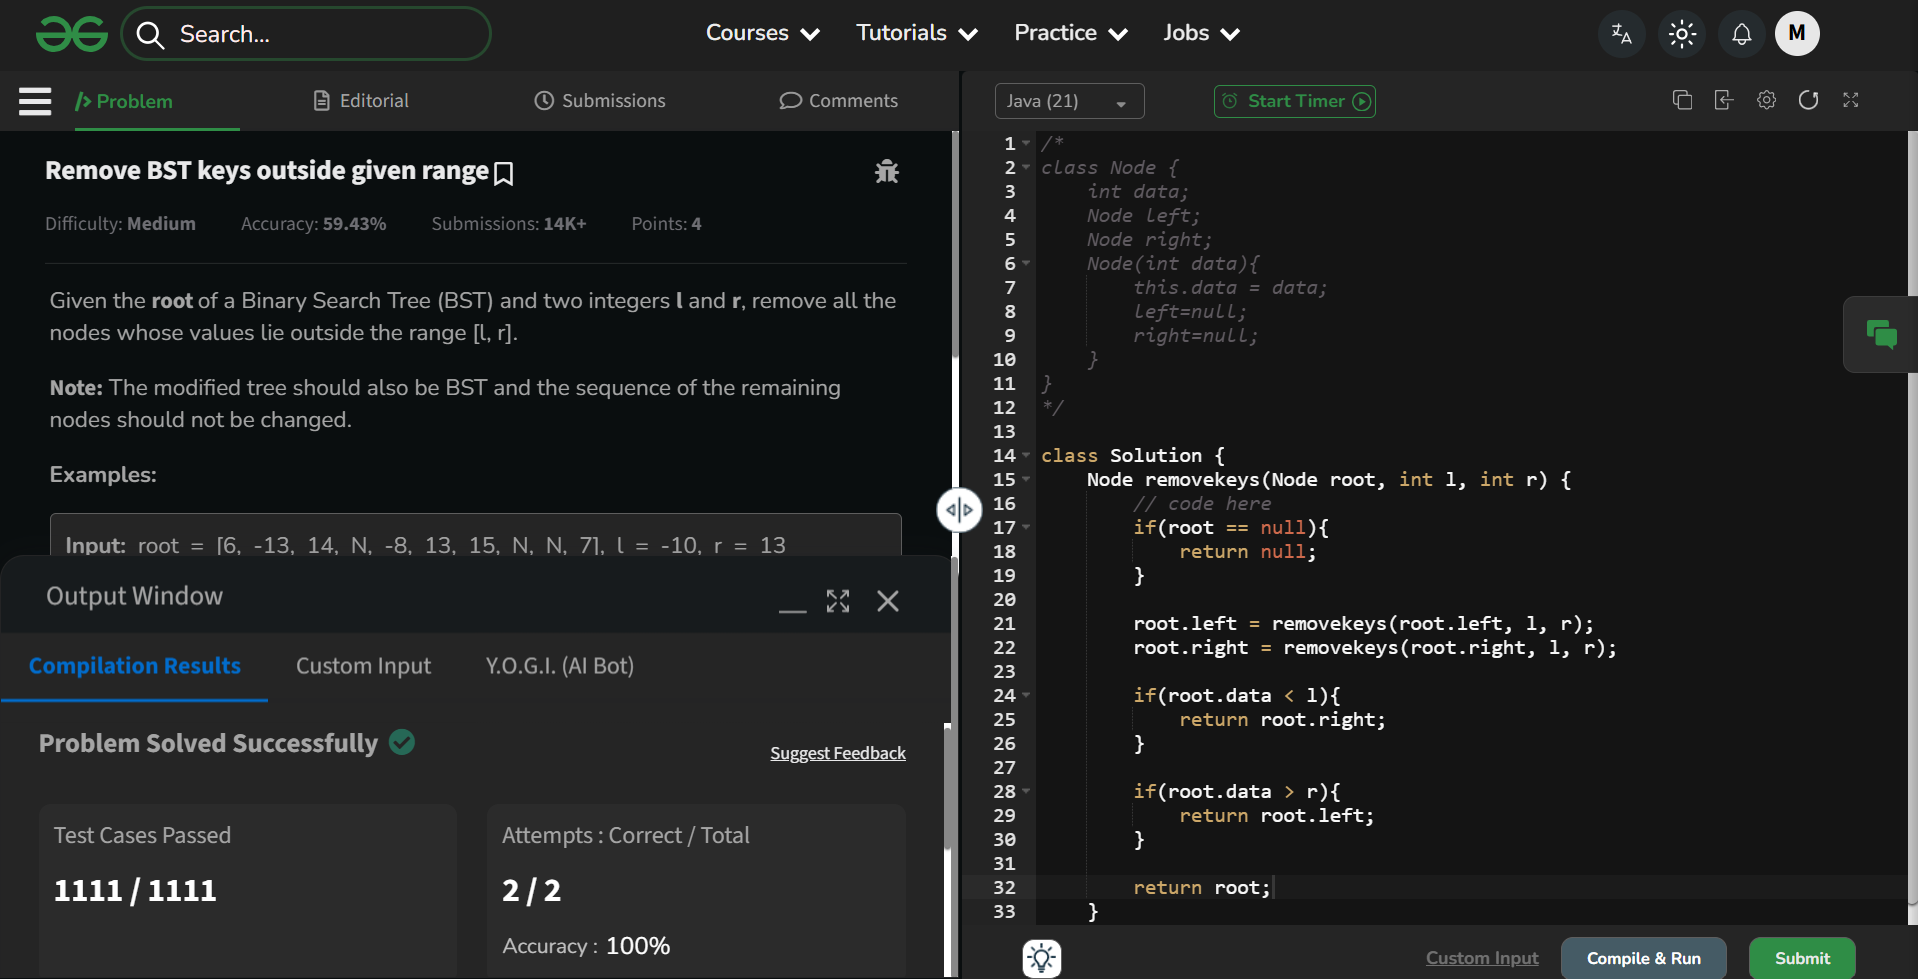 Search...
Courses
Tutorials
Practice
Jobs
M
Problem
Editorial
Submissions
Comments
Java (21)
Start Timer
Remove BST keys outside given range
Difficulty: Medium
Accuracy: 59.43%
Submissions: 14K+
Points: 4
Given the root of a Binary Search Tree (BST) and two integers l and r, remove all the
nodes whose values lie outside the range [l, r].
Note: The modified tree should also be BST and the sequence of the remaining
nodes should not be changed.
Examples:
Input: root = [6, -13, 14, N, -8, 13, 15, N, N, 7], l = -10, r = 13
Output Window
Compilation Results
Custom Input
Y.O.G.I. (AI Bot)
Problem Solved Successfully
Suggest Feedback
Test Cases Passed
1111 / 1111
Attempts : Correct / Total
2 / 2
Accuracy : 100%
1 /*
2 class Node {
3     int data;
4     Node left;
5     Node right;
6     Node(int data){
7         this.data = data;
8         left=null;
9         right=null;
10     }
11 }
12 */
13
14 class Solution {
15     Node removekeys(Node root, int l, int r) {
16         // code here
17         if(root == null){
18             return null;
19         }
20
21         root.left = removekeys(root.left, l, r);
22         root.right = removekeys(root.right, l, r);
23
24         if(root.data < l){
25             return root.right;
26         }
27
28         if(root.data > r){
29             return root.left;
30         }
31
32         return root;
33     }
Custom Input
Compile & Run
Submit